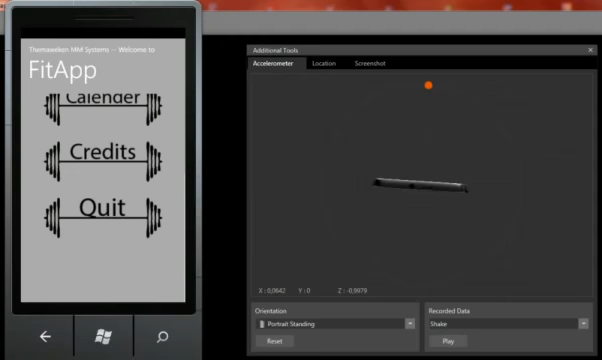 Themaweken MM Systems -- Welcome to
FitApp
Calender
Credits
Quit
Additional Tools
Accelerometer Location Screenshot
X : 0,0642 Y : 0 Z : -0,9979
Orientation
Portrait Standing
Reset
Recorded Data
Shake
Play